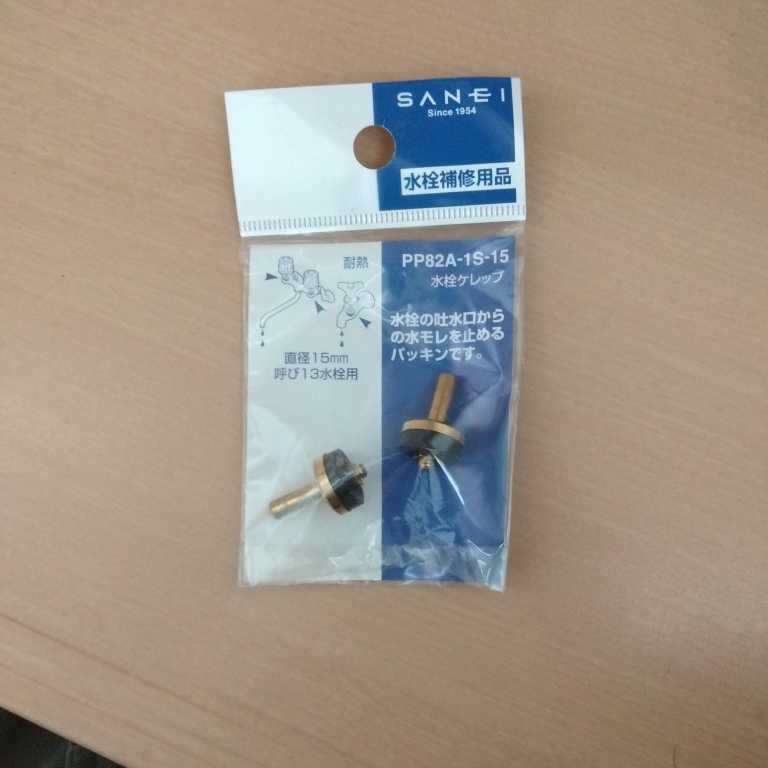 SANEI
Since 1954
水栓補修用品
耐熱
PP82A-1S-15
水栓ケレップ
水栓の吐水口から
の水モレを止める
パッキンです。
直径15mm
呼び13水栓用